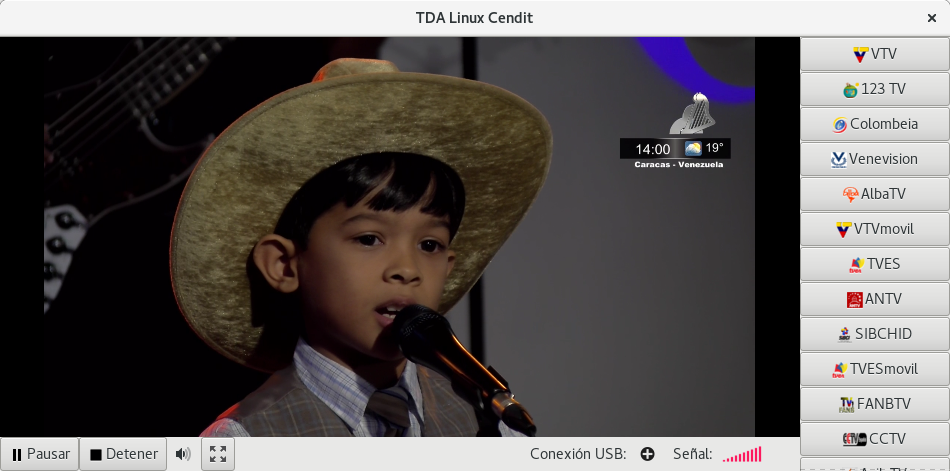 TDA Linux Cendit
14:00
19°
Caracas - Venezuela
VTV
123 TV
Colombeia
Venevision
AlbaTV
VTVmovil
TVES
ANTV
SIBCHID
TVESmovil
FANBTV
CCTV
Pausar
Detener
Conexión USB:
Señal: